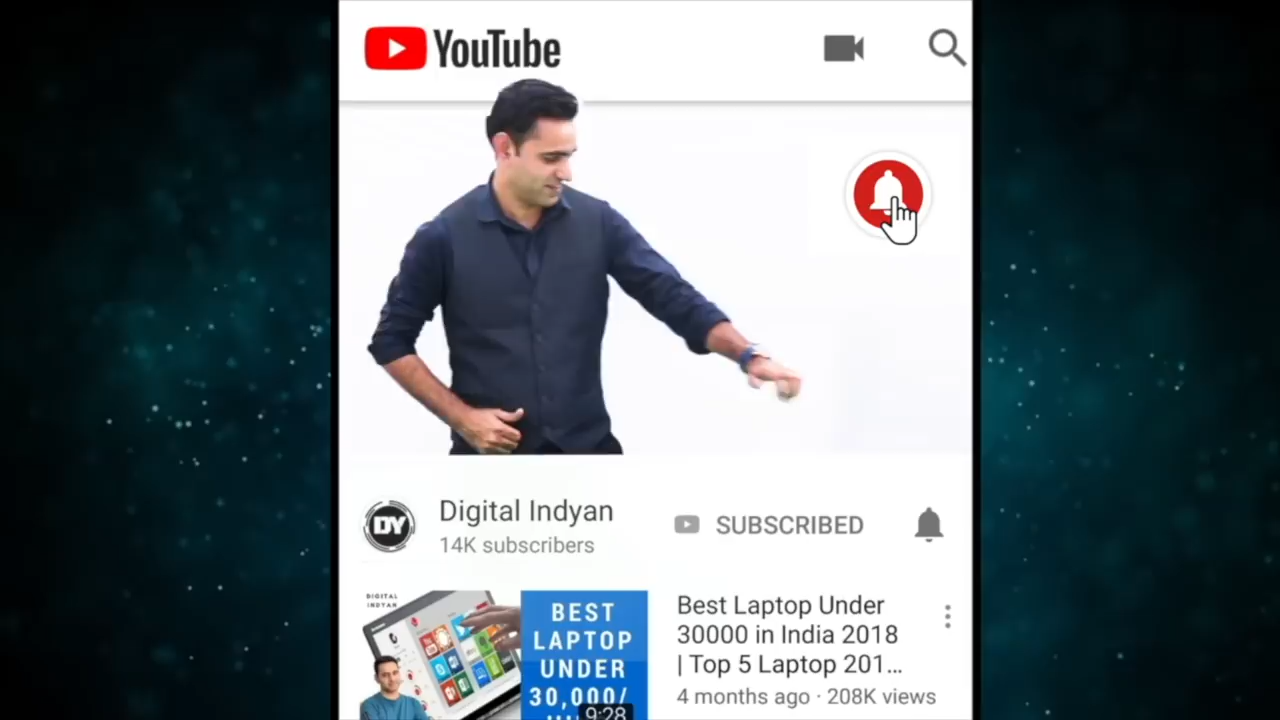 YouTube
Digital Indyan
14K subscribers
SUBSCRIBED
DY
DIGITAL
INDYAN
BEST
LAPTOP
UNDER
30,000/
9:28
Best Laptop Under
30000 in India 2018
| Top 5 Laptop 201...
4 months ago · 208K views